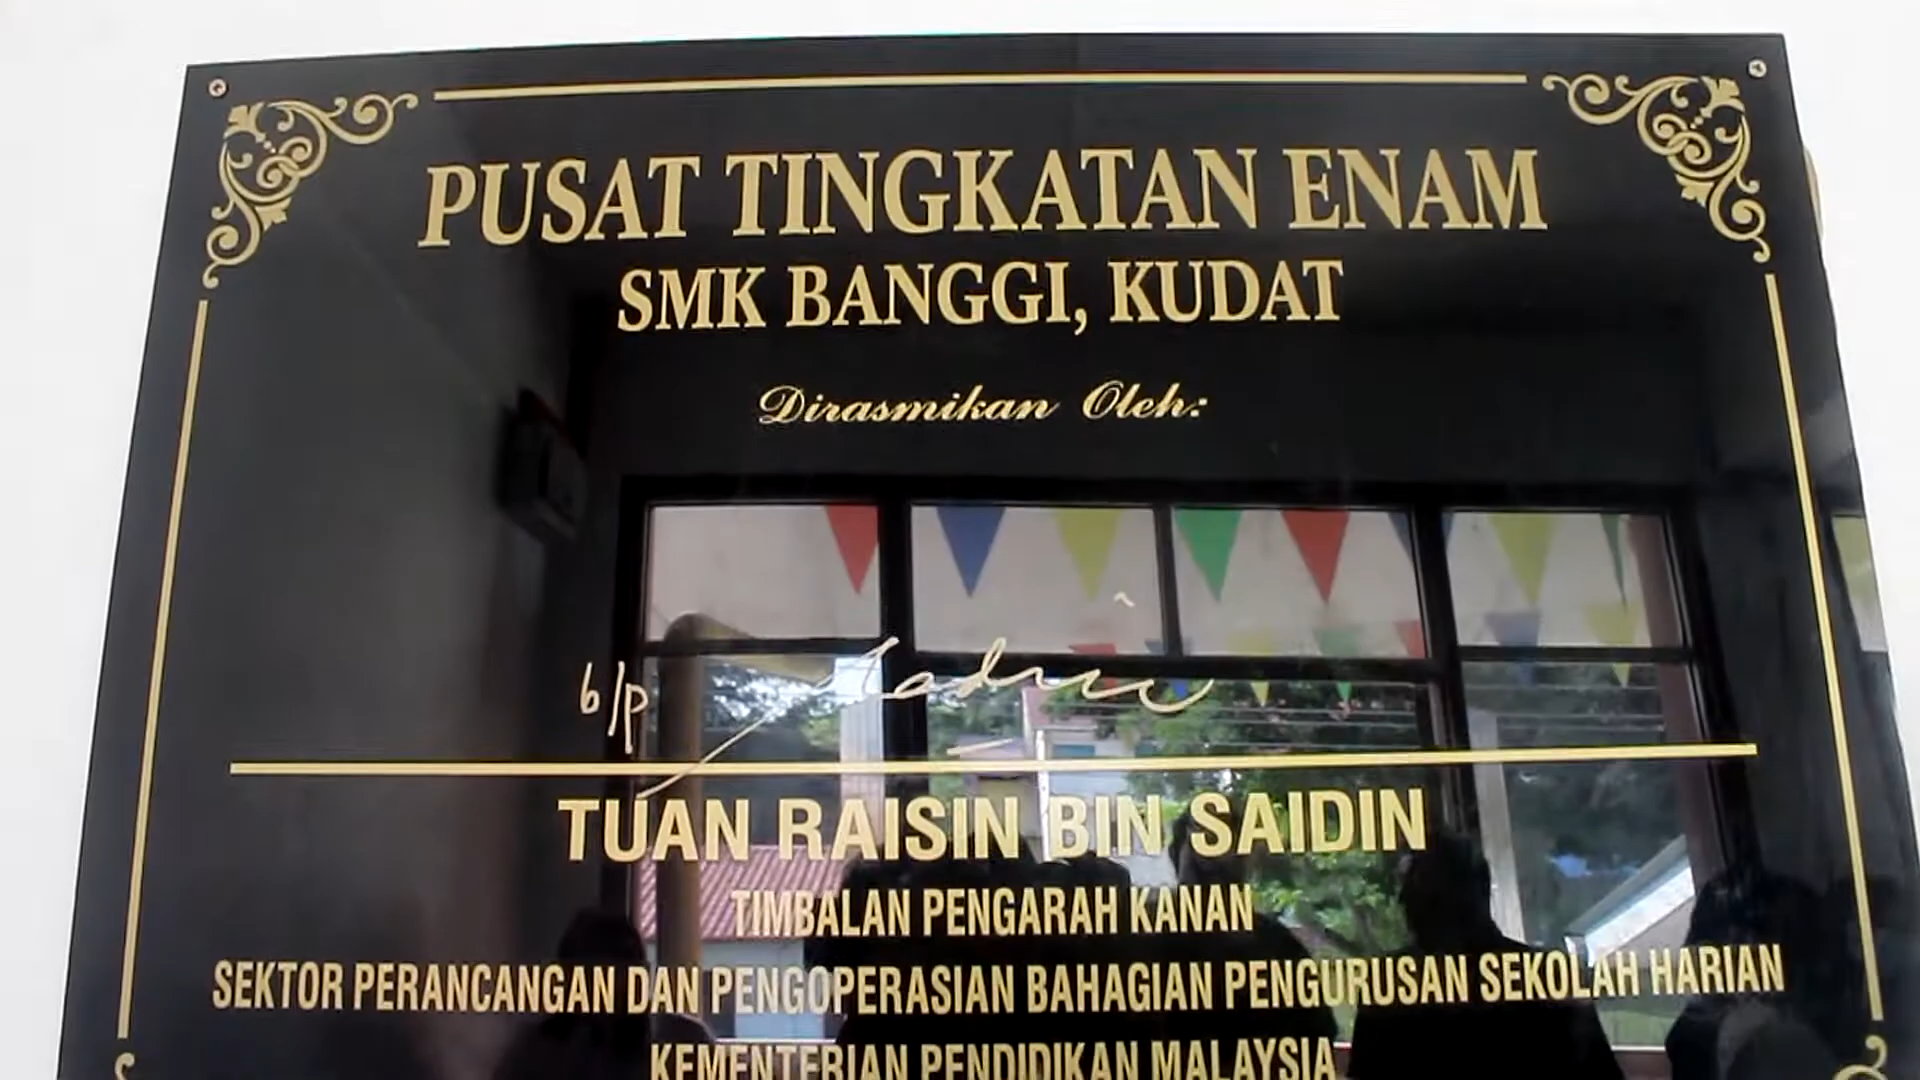 PUSAT TINGKATAN ENAM
SMK BANGGI, KUDAT
Dirasmikan Oleh:
b/p
TUAN RAISIN BIN SAIDIN
TIMBALAN PENGARAH KANAN
SEKTOR PERANCANGAN DAN PENGOPERASIAN BAHAGIAN PENGURUSAN SEKOLAH HARIAN
KEMENTERIAN PENDIDIKAN MALAYSIA